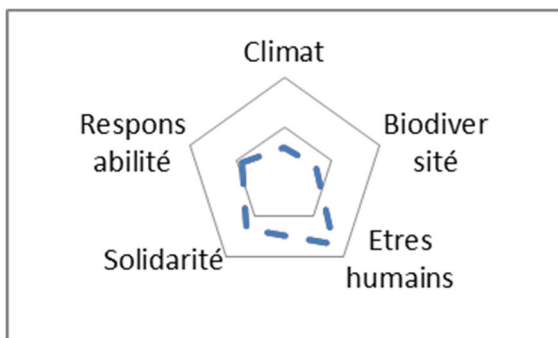 Climat
Respons
abilité
Biodiver
sité
Solidarité
Etres
humains